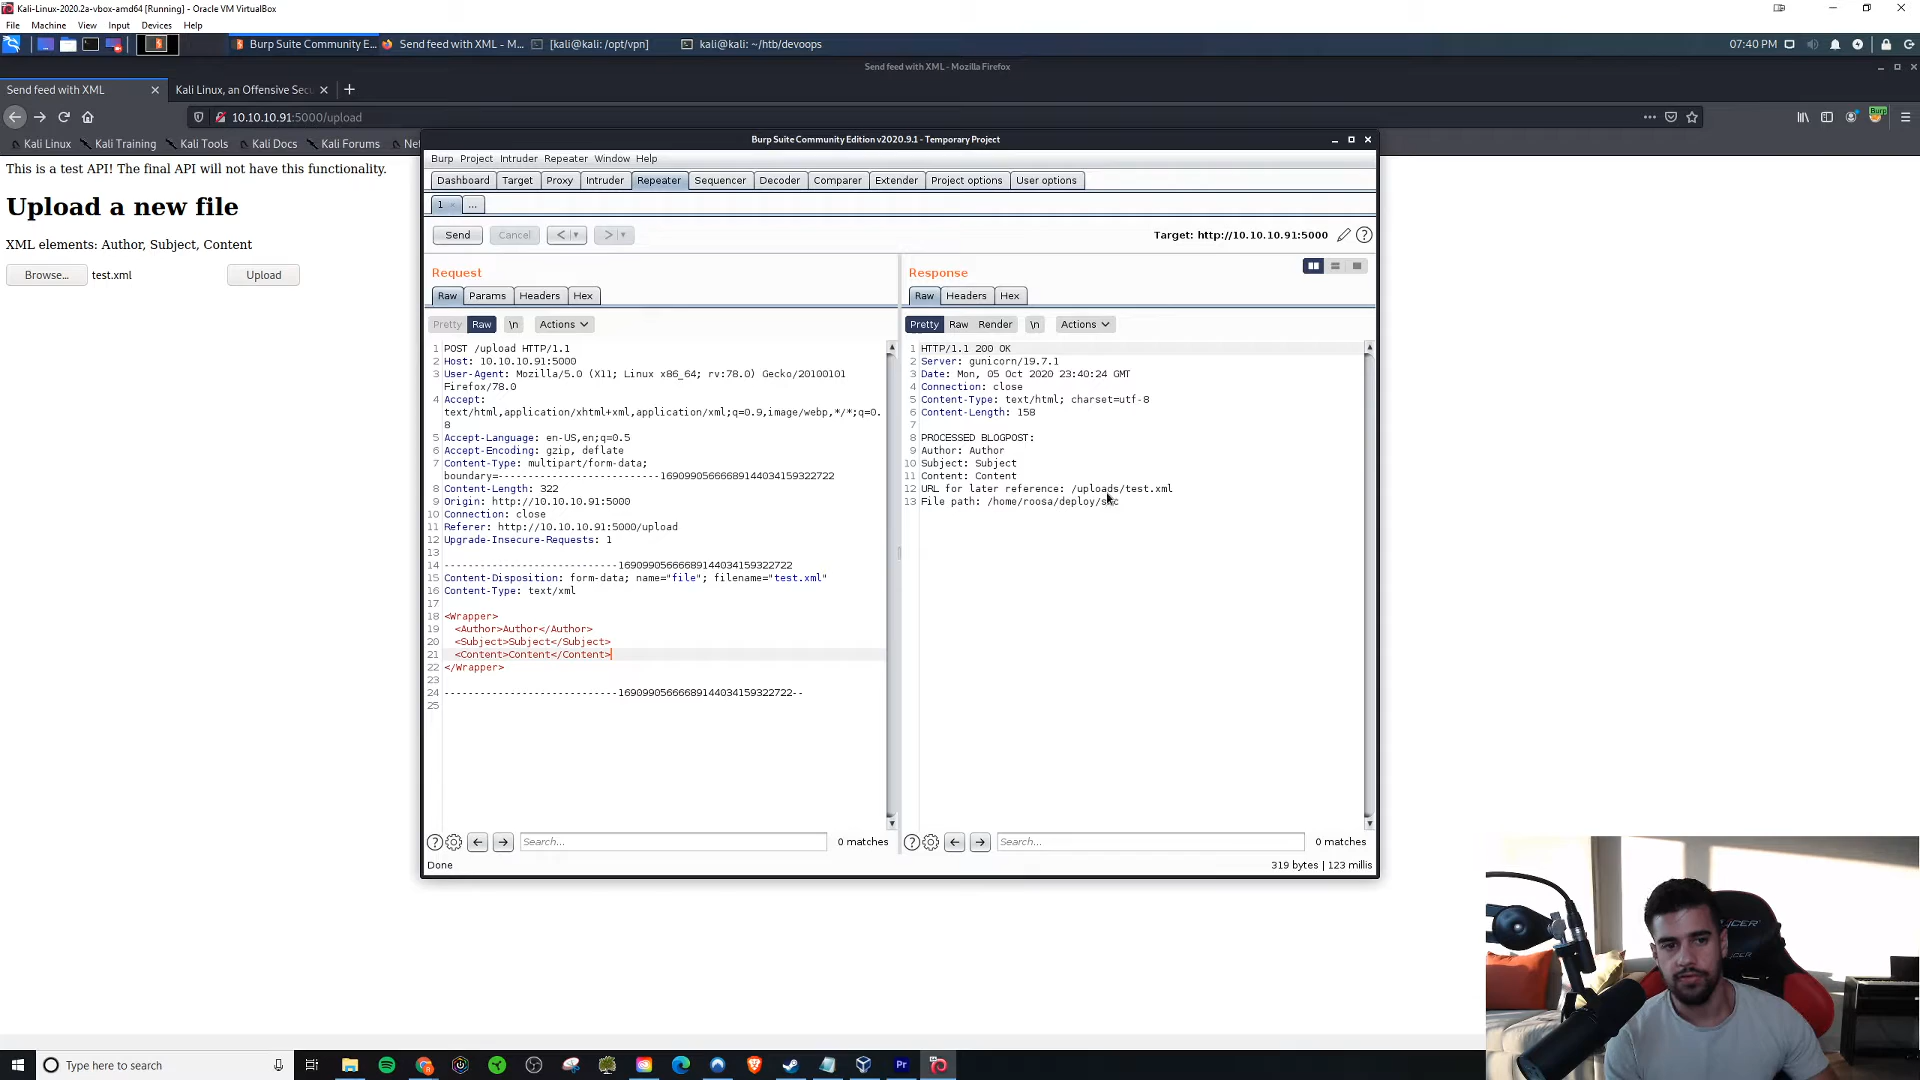 Kali-Linux-2020.2a-vbox-amd64 [Running] - Oracle VM VirtualBox
File Machine View Input Devices Help
Burp Suite Community E... Send feed with XML - M... [kali@kali: /opt/vpn] kali@kali: ~/htb/devoops 07:40 PM
Send feed with XML - Mozilla Firefox
Send feed with XML Kali Linux, an Offensive Sec
10.10.10.91:5000/upload
Kali Linux Kali Training Kali Tools Kali Docs Kali Forums
This is a test API! The final API will not have this functionality.
Upload a new file
XML elements: Author, Subject, Content
Browse... test.xml Upload
Burp Suite Community Edition v2020.9.1 - Temporary Project
Burp Project Intruder Repeater Window Help
Dashboard Target Proxy Intruder Repeater Sequencer Decoder Comparer Extender Project options User options
1 × ...
Send Cancel < > Target: http://10.10.10.91:5000
Request
Raw Params Headers Hex
Pretty Raw \n Actions
1 POST /upload HTTP/1.1
2 Host: 10.10.10.91:5000
3 User-Agent: Mozilla/5.0 (X11; Linux x86_64; rv:78.0) Gecko/20100101
Firefox/78.0
4 Accept:
text/html,application/xhtml+xml,application/xml;q=0.9,image/webp,*/*;q=0.
8
5 Accept-Language: en-US,en;q=0.5
6 Accept-Encoding: gzip, deflate
7 Content-Type: multipart/form-data;
boundary=---------------------------16909905666689144034159322722
8 Content-Length: 322
9 Origin: http://10.10.10.91:5000
10 Connection: close
11 Referer: http://10.10.10.91:5000/upload
12 Upgrade-Insecure-Requests: 1
13
14 -----------------------------16909905666689144034159322722
15 Content-Disposition: form-data; name="file"; filename="test.xml"
16 Content-Type: text/xml
17
18 <Wrapper>
19 <Author>Author</Author>
20 <Subject>Subject</Subject>
21 <Content>Content</Content>
22 </Wrapper>
23
24 -----------------------------16909905666689144034159322722--
25
Search... 0 matches
Done
Response
Raw Headers Hex
Pretty Raw Render \n Actions
1 HTTP/1.1 200 OK
2 Server: gunicorn/19.7.1
3 Date: Mon, 05 Oct 2020 23:40:24 GMT
4 Connection: close
5 Content-Type: text/html; charset=utf-8
6 Content-Length: 158
7
8 PROCESSED BLOGPOST:
9 Author: Author
10 Subject: Subject
11 Content: Content
12 URL for later reference: /uploads/test.xml
13 File path: /home/roosa/deploy/src
Search... 0 matches
319 bytes | 123 millis
Type here to search